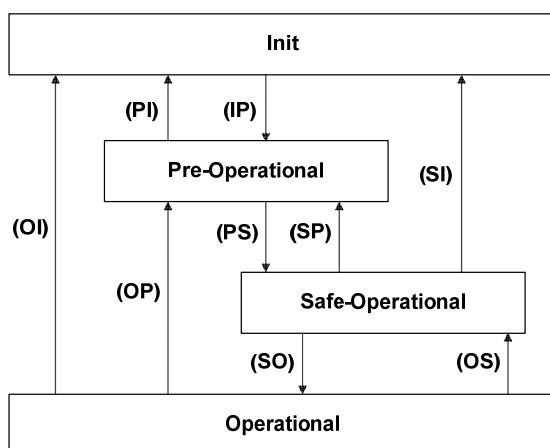 Init
(PI)
(IP)
Pre-Operational
(SI)
(OI)
(PS)
(SP)
(OP)
Safe-Operational
(SO)
(OS)
Operational